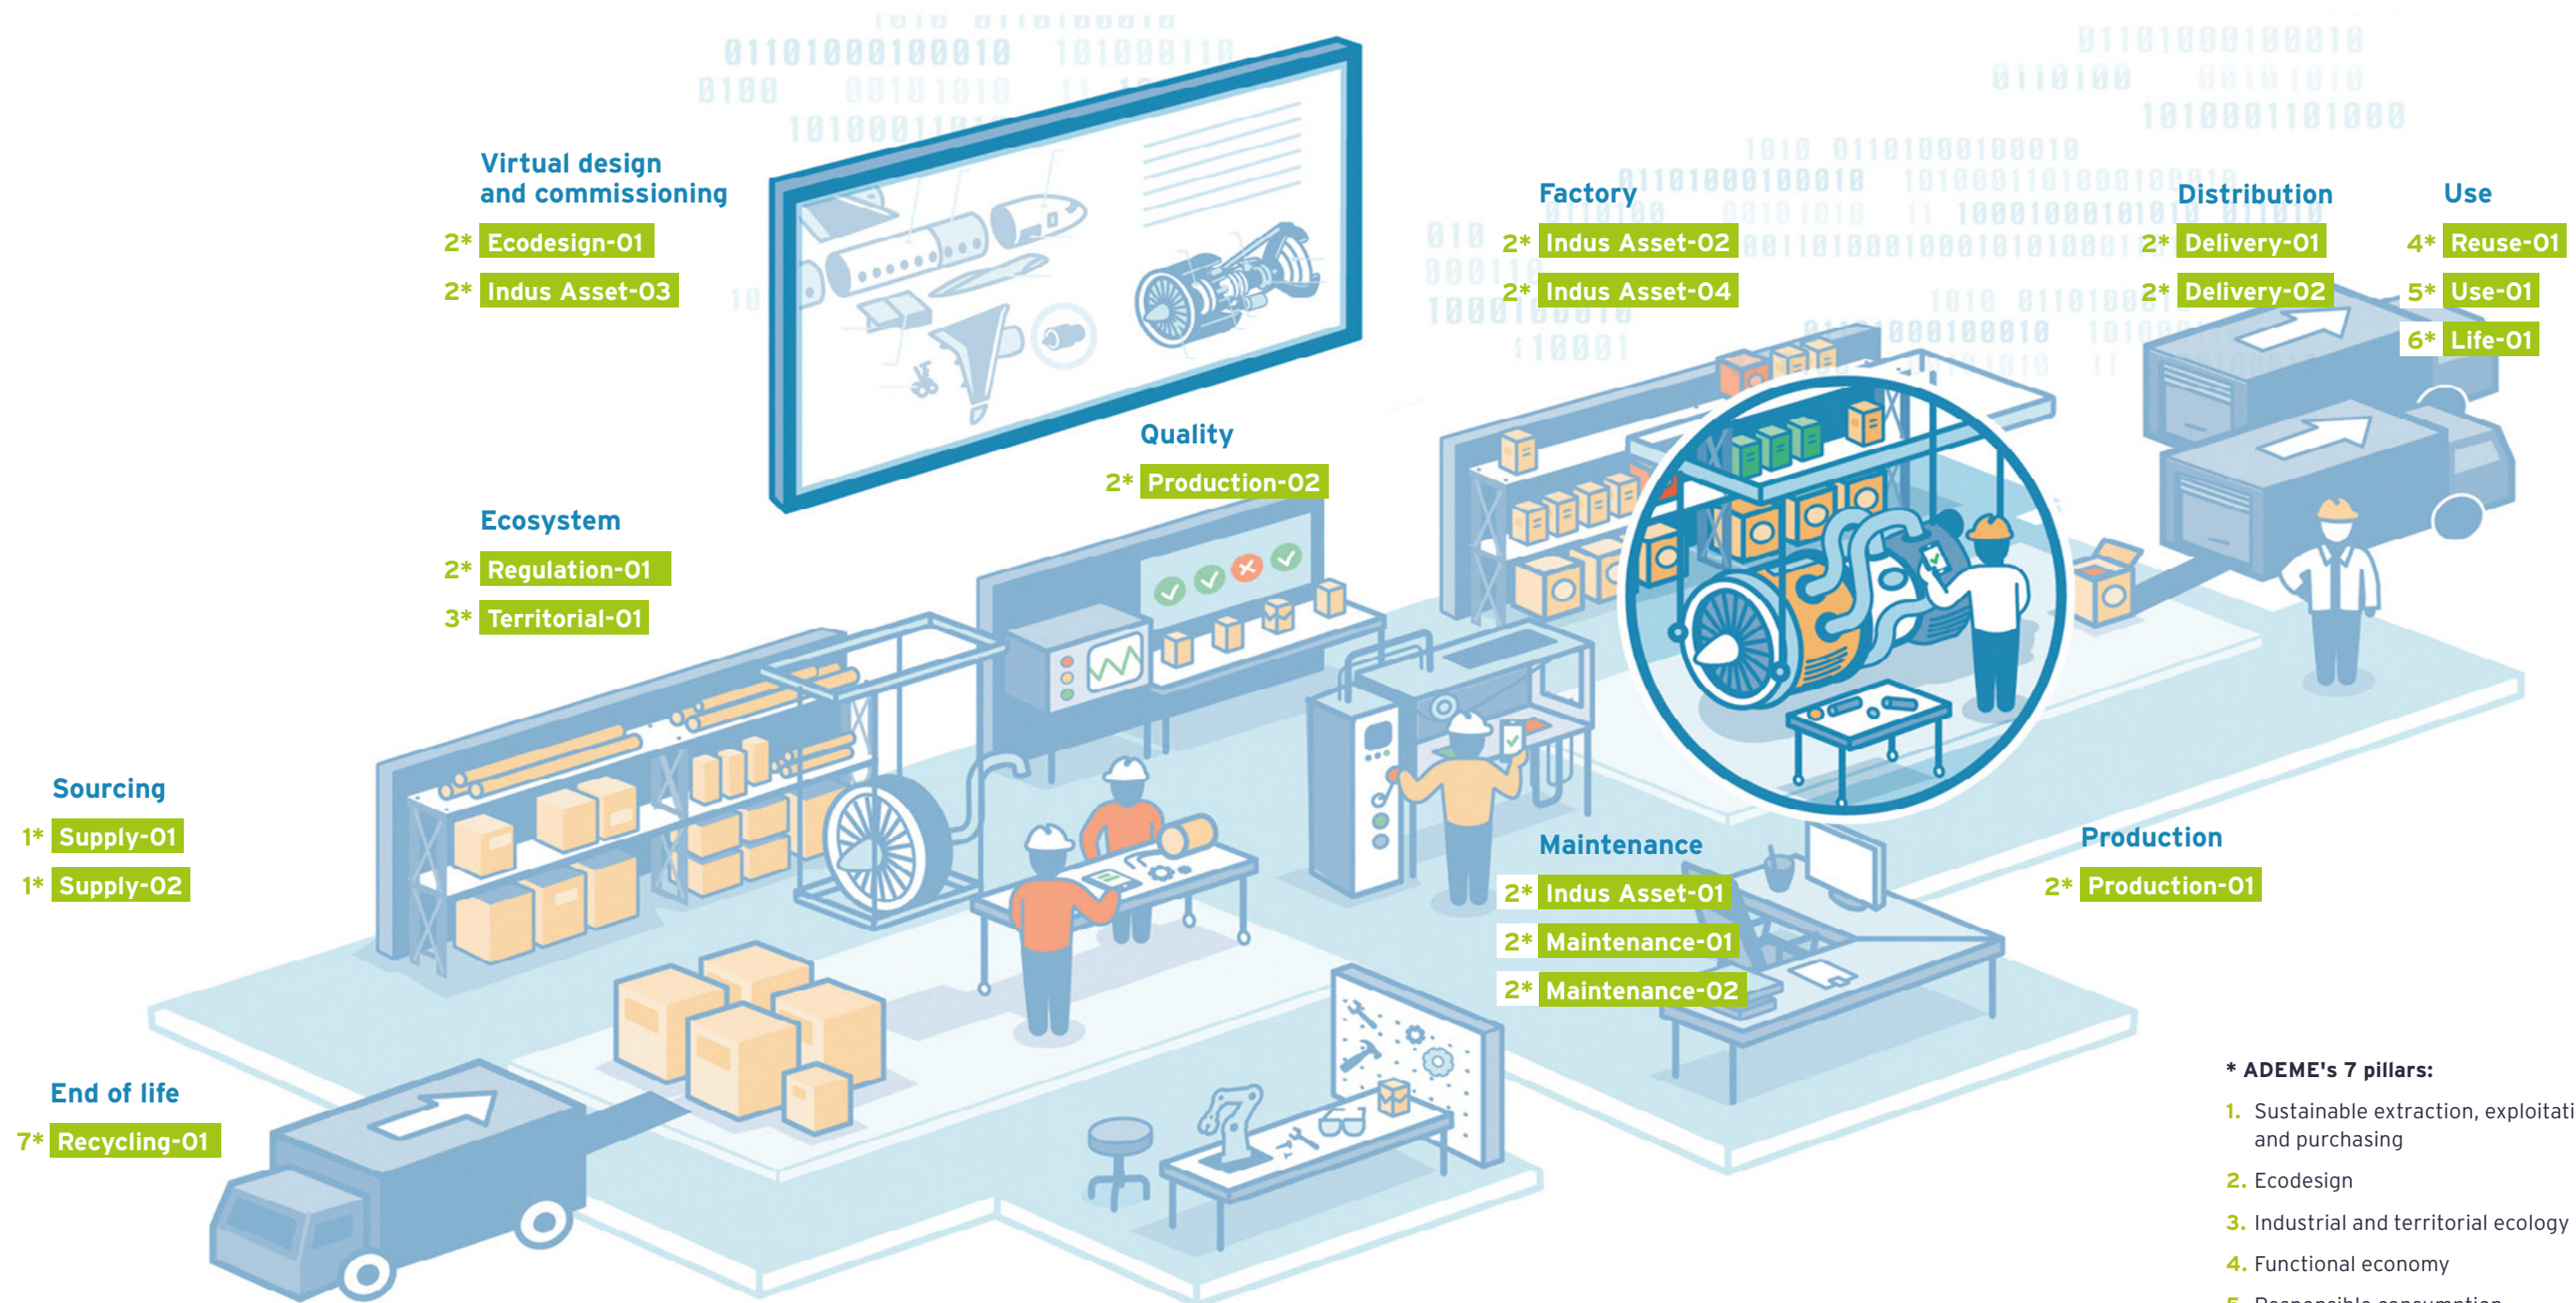 Virtual design
and commissioning
2* Ecodesign-01
2* Indus Asset-03
Factory
2* Indus Asset-02
2* Indus Asset-04
Distribution
2* Delivery-01
2* Delivery-02
Use
4* Reuse-01
5* Use-01
6* Life-01
Quality
2* Production-02
Ecosystem
2* Regulation-01
3* Territorial-01
Sourcing
1* Supply-01
1* Supply-02
Maintenance
2* Indus Asset-01
2* Maintenance-01
2* Maintenance-02
Production
2* Production-01
End of life
7* Recycling-01
* ADEME's 7 pillars:
1. Sustainable extraction, exploitati
and purchasing
2. Ecodesign
3. Industrial and territorial ecology
4. Functional economy
5. Responsible consumption